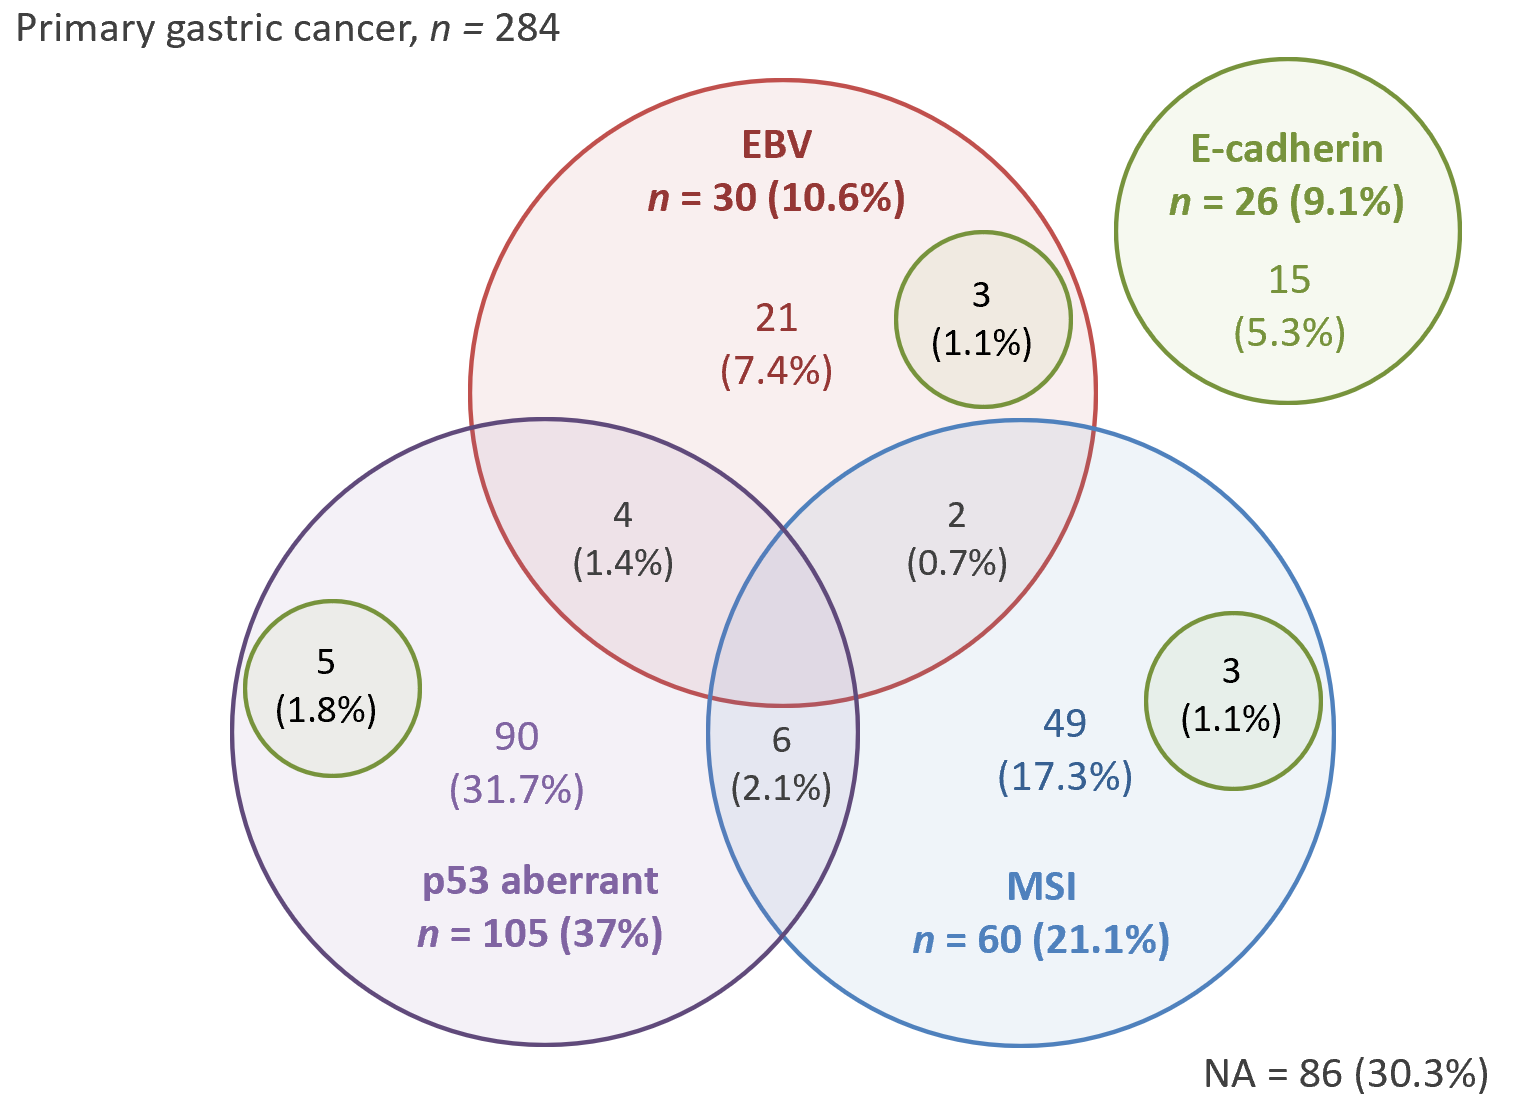 Primary gastric cancer, n = 284
EBV
n = 30 (10.6%)
E-cadherin
n = 26 (9.1%)
15
(5.3%)
3
(1.1%)
21
(7.4%)
4
(1.4%)
2
(0.7%)
5
(1.8%)
90
(31.7%)
6
(2.1%)
49
(17.3%)
3
(1.1%)
p53 aberrant
n = 105 (37%)
MSI
n = 60 (21.1%)
NA = 86 (30.3%)